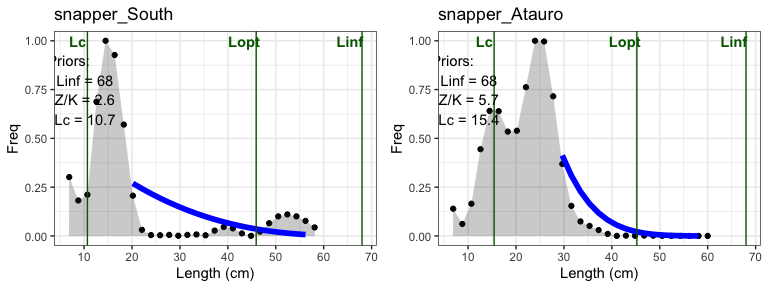 snapper_South
Lc Lopt Linf
riors:
Linf = 68
Z/K = 2.6
Lc = 10.7
1.00
0.75
0.50
0.25
0.00
Freq
10 20 30 40 50 60 70
Length (cm)
snapper_Atauro
Lc Lopt Linf
riors:
Linf = 68
Z/K = 5.7
Lc = 15.4
1.00
0.75
0.50
0.25
0.00
Freq
10 20 30 40 50 60 70
Length (cm)